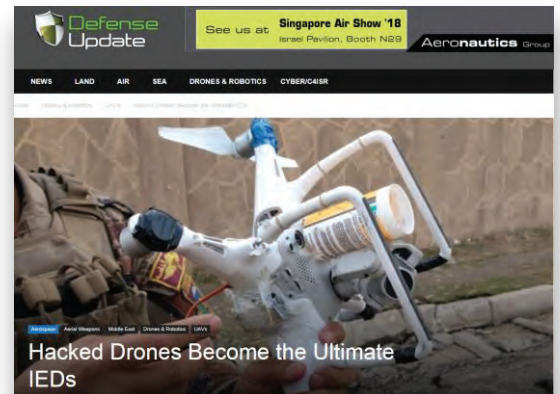 Defense
Update
See us at
Singapore Air Show '18
Israel Pavilion, Booth N29
Aeronautics Group
NEWS LAND AIR SEA DRONES & ROBOTICS CYBER/C4ISR
Aerospace Aerial Weapons Middle East Drones & Robotics UAVs
Hacked Drones Become the Ultimate
IEDs